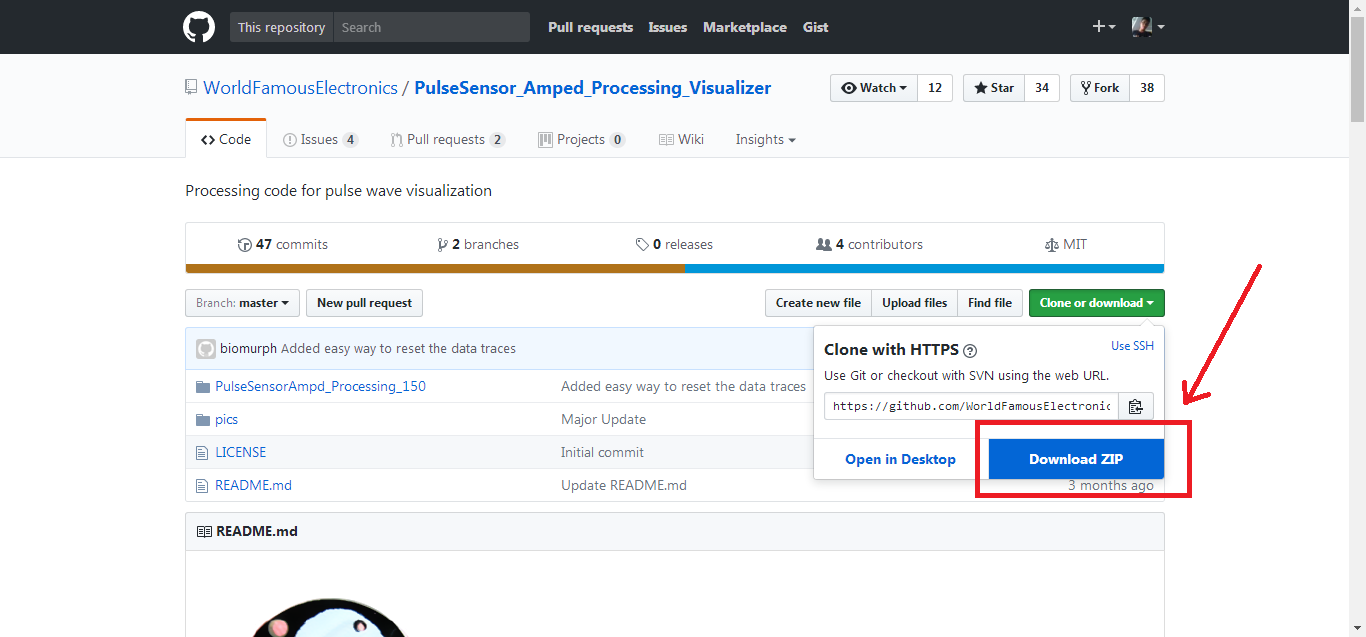 This repository Search Pull requests Issues Marketplace Gist
WorldFamousElectronics / PulseSensor_Amped_Processing_Visualizer Watch 12 Star 34 Fork 38
Code Issues 4 Pull requests 2 Projects 0 Wiki Insights
Processing code for pulse wave visualization
47 commits 2 branches 0 releases 4 contributors MIT
Branch: master New pull request Create new file Upload files Find file Clone or download
biomurph Added easy way to reset the data traces
PulseSensorAmpd_Processing_150 Added easy way to reset the data traces
pics Major Update
LICENSE Initial commit
README.md Update README.md 3 months ago
Clone with HTTPS ? Use SSH
Use Git or checkout with SVN using the web URL.
https://github.com/WorldFamousElectronic
Open in Desktop Download ZIP
README.md